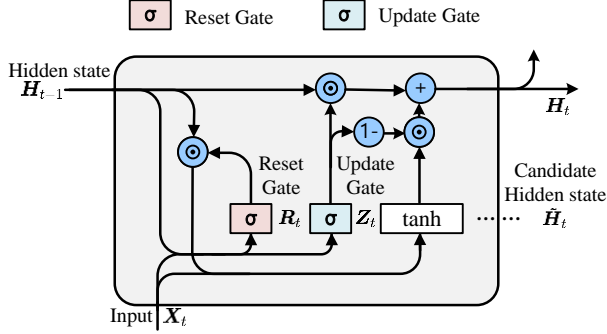 σ Reset Gate σ Update Gate
Hidden state
H_{t−1}
⊙ +
H_t
1- ⊙
⊙
Reset Gate
Update Gate
Candidate
Hidden state
H̃_t
σ R_t σ Z_t tanh ······
Input X_t